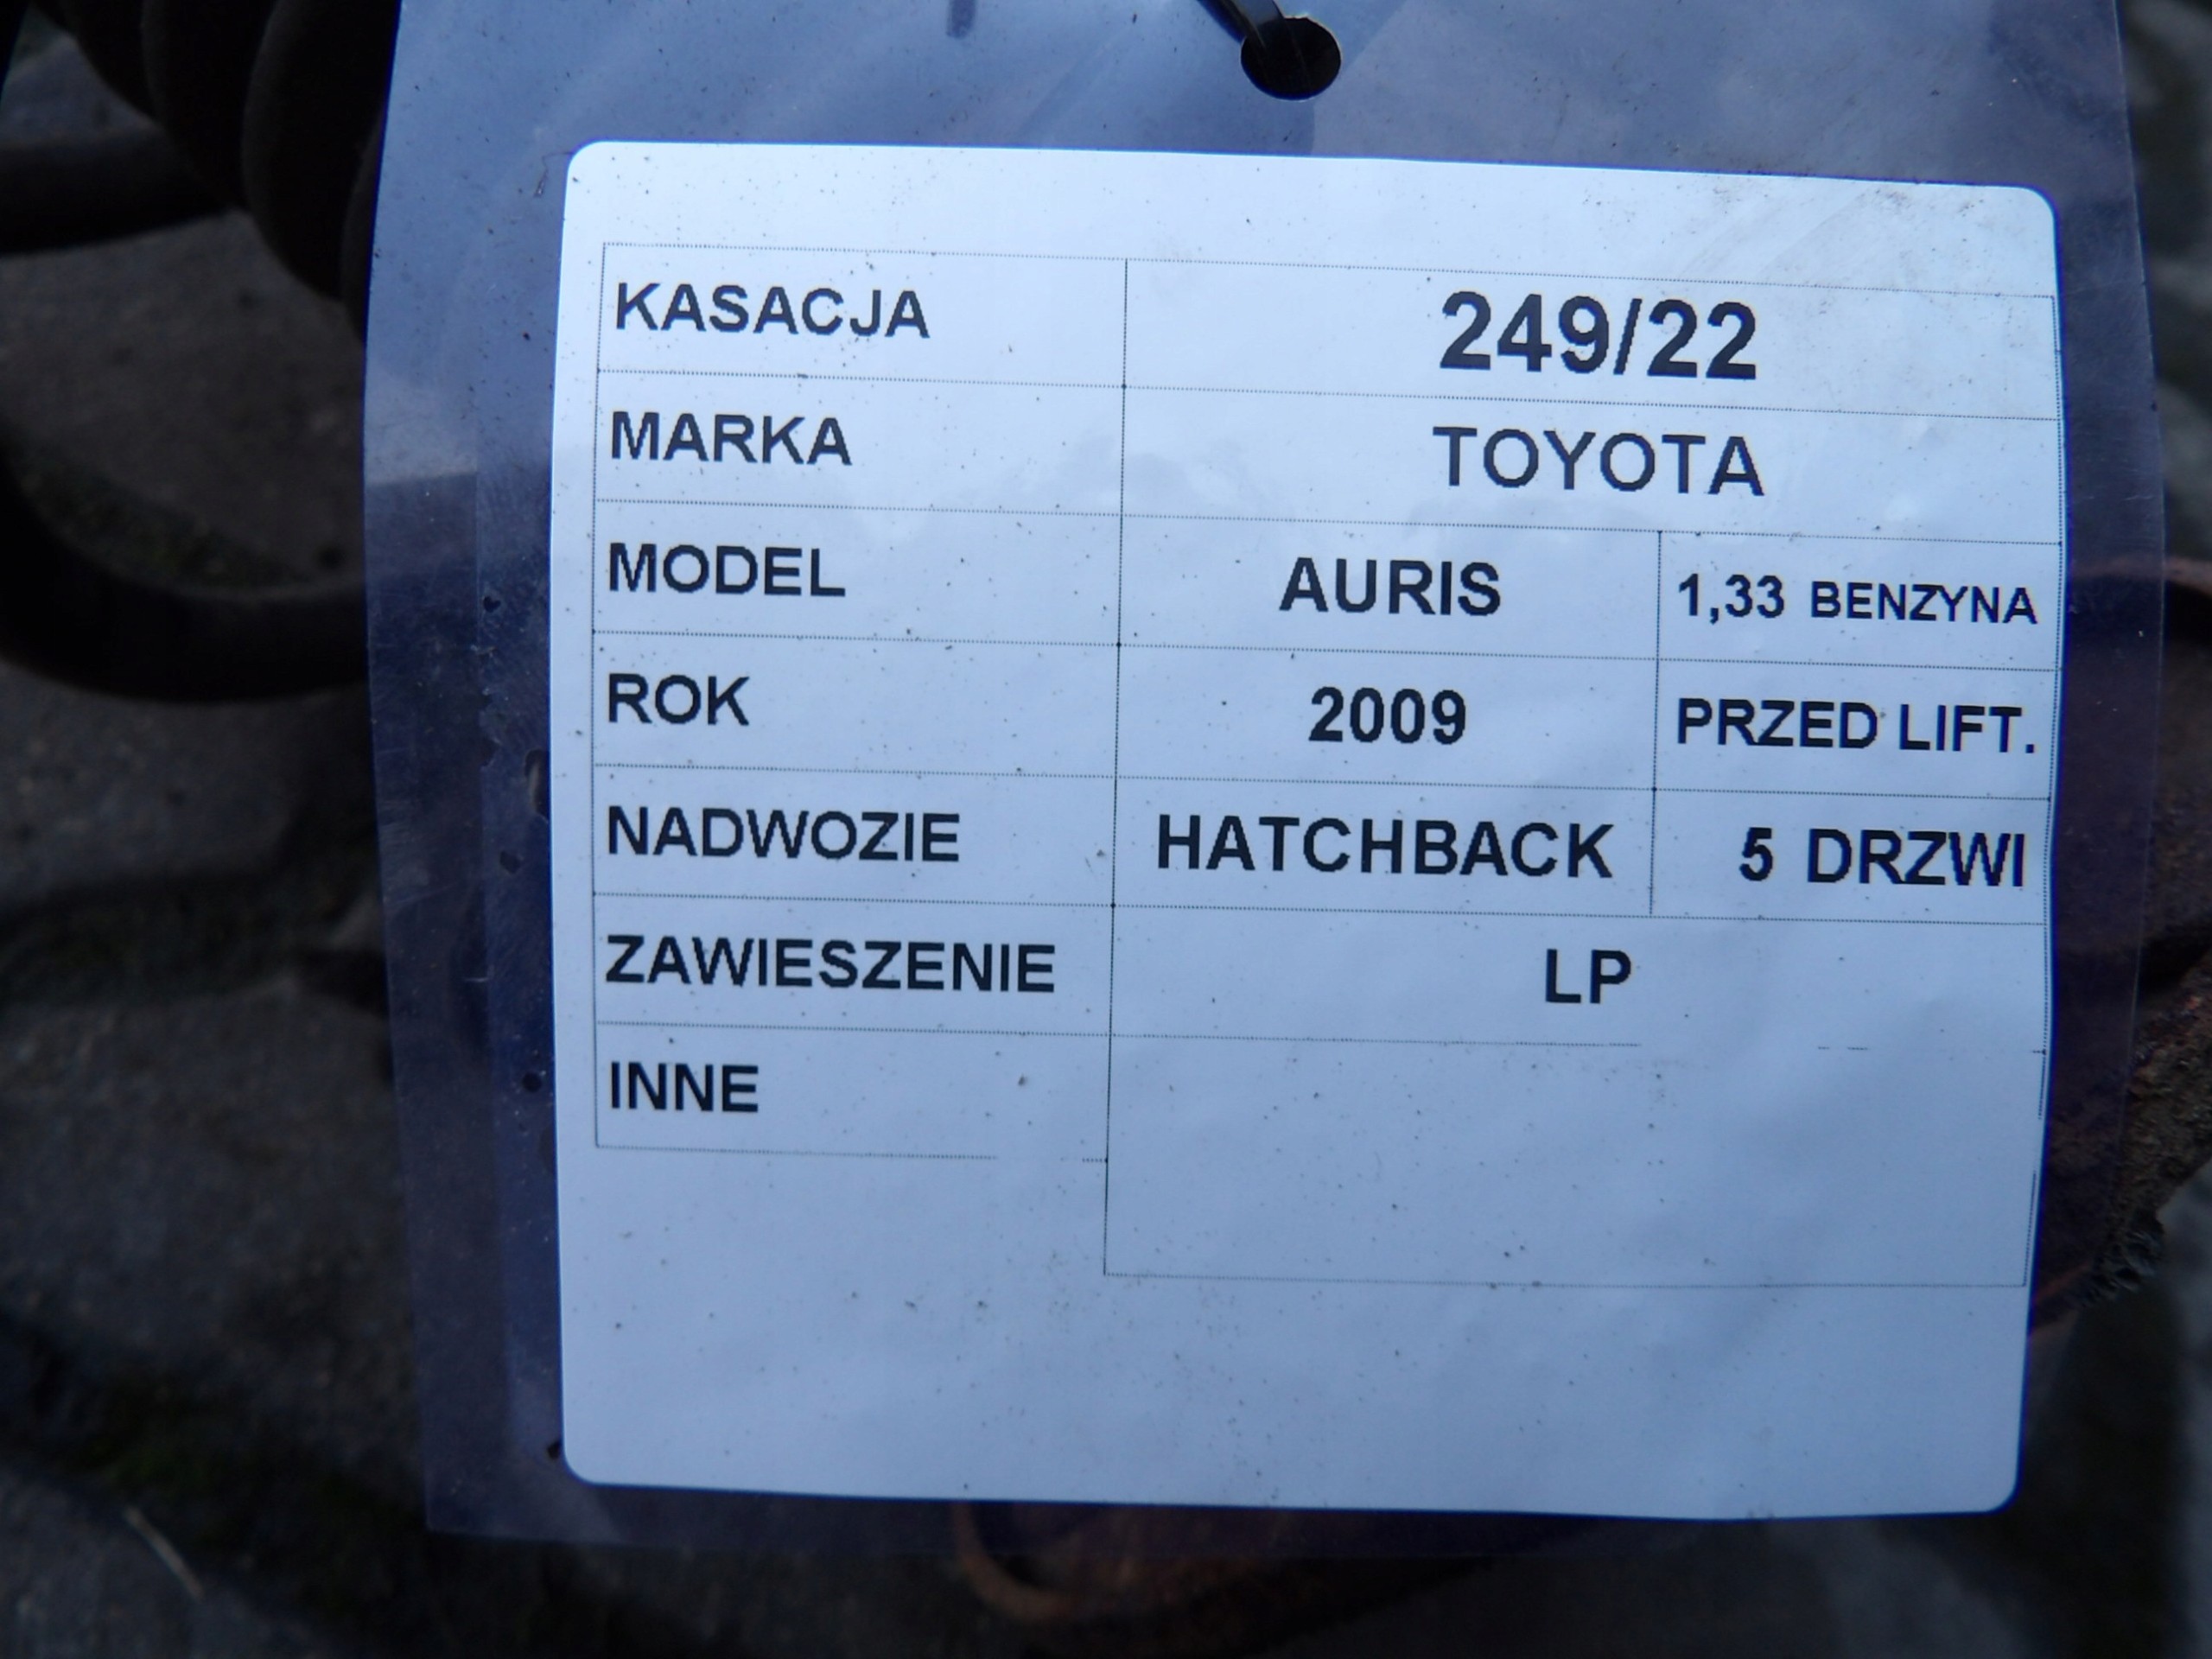 KASACJA 249/22
MARKA TOYOTA
MODEL AURIS 1,33 BENZYNA
ROK 2009 PRZED LIFT.
NADWOZIE HATCHBACK 5 DRZWI
ZAWIESZENIE LP
INNE